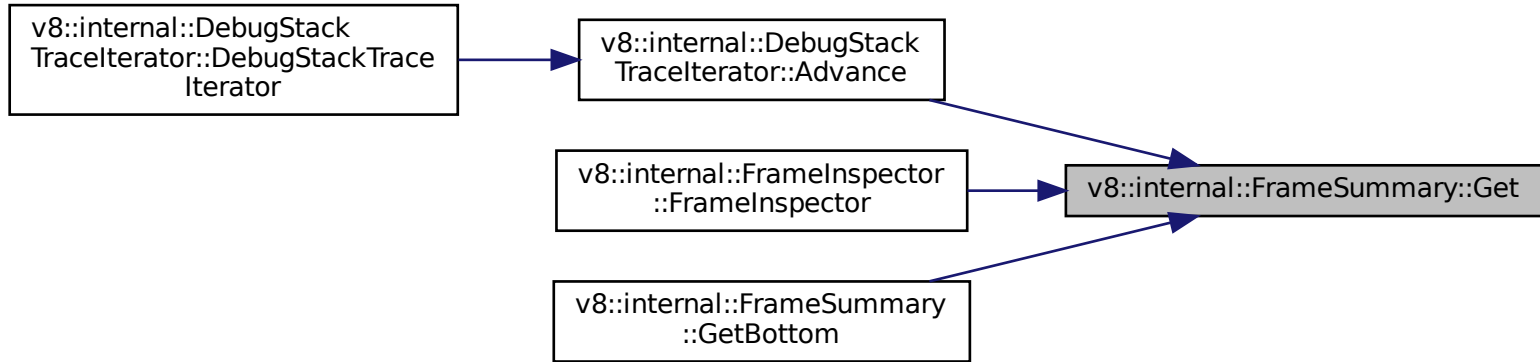 v8::internal::DebugStack
TraceIterator::DebugStackTrace
Iterator
v8::internal::DebugStack
TraceIterator::Advance
v8::internal::FrameInspector
::FrameInspector
v8::internal::FrameSummary
::GetBottom
v8::internal::FrameSummary::Get